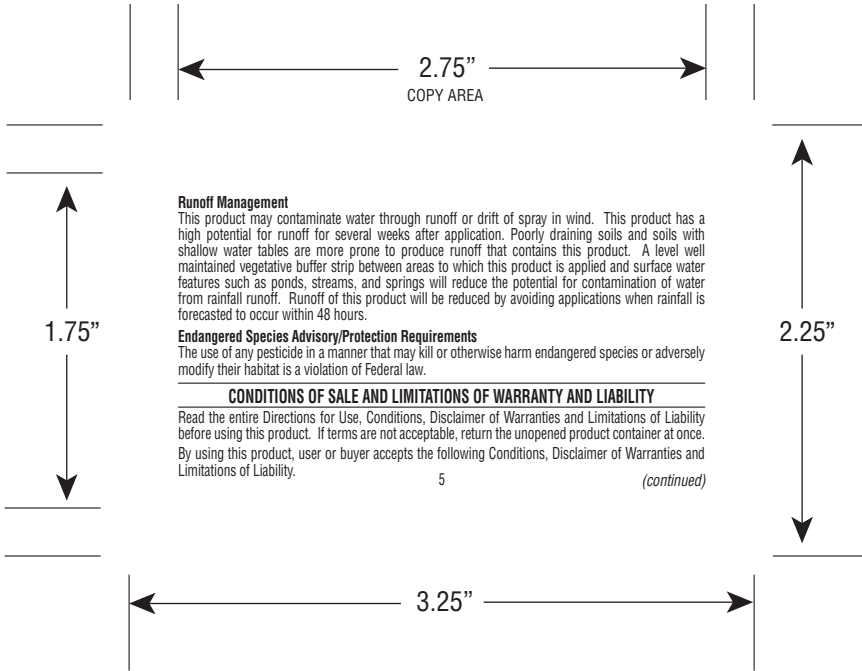 2.75”
COPY AREA
Runoff Management
This product may contaminate water through runoff or drift of spray in wind. This product has a
high potential for runoff for several weeks after application. Poorly draining soils and soils with
shallow water tables are more prone to produce runoff that contains this product. A level well
maintained vegetative buffer strip between areas to which this product is applied and surface water
features such as ponds, streams, and springs will reduce the potential for contamination of water
from rainfall runoff. Runoff of this product will be reduced by avoiding applications when rainfall is
forecasted to occur within 48 hours.
1.75”
2.25”
Endangered Species Advisory/Protection Requirements
The use of any pesticide in a manner that may kill or otherwise harm endangered species or adversely
modify their habitat is a violation of Federal law.
CONDITIONS OF SALE AND LIMITATIONS OF WARRANTY AND LIABILITY
Read the entire Directions for Use, Conditions, Disclaimer of Warranties and Limitations of Liability
before using this product. If terms are not acceptable, return the unopened product container at once.
By using this product, user or buyer accepts the following Conditions, Disclaimer of Warranties and
Limitations of Liability.
5
(continued)
3.25”